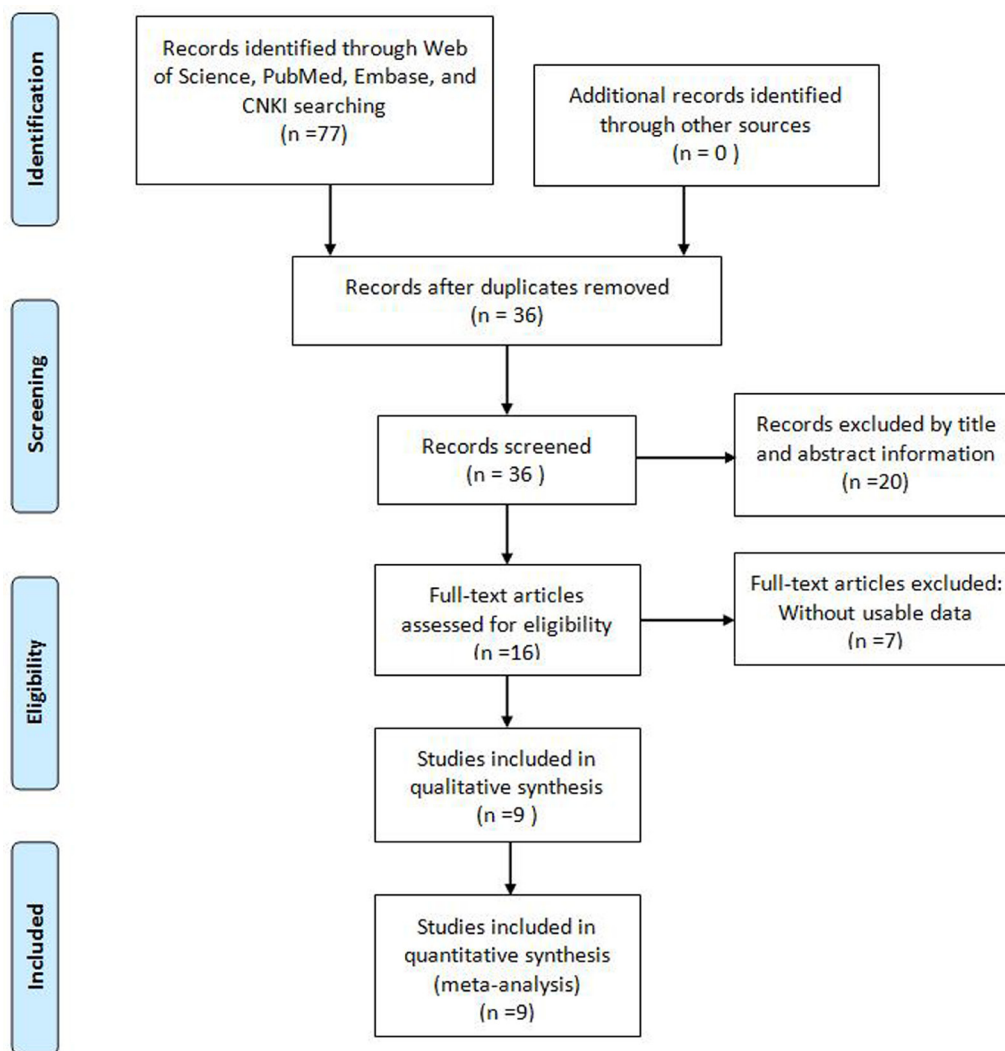 Identification
Records identified through Web
of Science, PubMed, Embase, and
CNKI searching
(n =77)
Additional records identified
through other sources
(n = 0 )
Records after duplicates removed
(n = 36)
Screening
Records screened
(n = 36 )
Records excluded by title
and abstract information
(n =20)
Eligibility
Full-text articles
assessed for eligibility
(n =16)
Full-text articles excluded:
Without usable data
(n =7)
Studies included in
qualitative synthesis
(n =9 )
Included
Studies included in
quantitative synthesis
(meta-analysis)
(n =9)